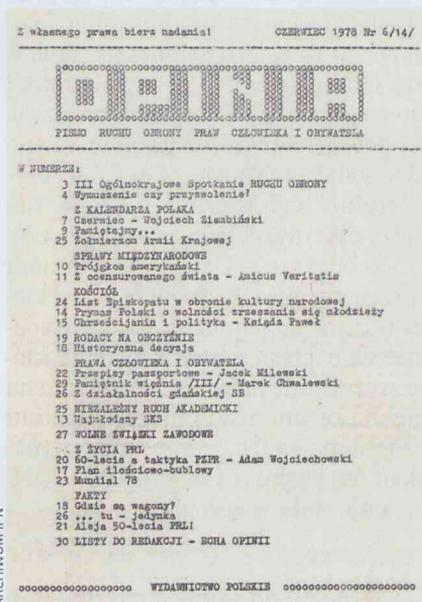 Z własnego prawa bierz nadania! CZERWIEC 1978 Nr 6/14/
OPINIA
PISMO RUCHU OBRONY PRAW CZŁOWIEKA I OBYWATELA
W NUMERZE:
3 III Ogólnokrajowe Spotkanie RUCHU OBRONY
4 Wymuszenie czy przyzwolenie?
Z KALENDARZA POLAKA
7 Czerwiec - Wojciech Ziembiński
9 Pamiętajmy...
25 Żołnierzom Armii Krajowej
SPRAWY MIĘDZYNARODOWE
10 Trójgłos amerykański
11 Z ocenzurowanego świata - Amicus Veritatis
KOŚCIÓŁ
24 List Episkopatu w obronie kultury narodowej
14 Prymas Polski o wolności zrzeszania się młodzieży
15 Chrześcijanin i polityka - Ksiądz Paweł
19 RODACY NA OBCZYŹNIE
18 Historyczna decyzja
PRAWA CZŁOWIEKA I OBYWATELA
22 Przepisy paszportowe - Jacek Milewski
29 Pamiętnik więźnia /III/ - Marek Chwalewski
26 Z działalności gdańskiej SB
25 NIEZALEŻNY RUCH AKADEMICKI
13 Najmłodszy SKS
27 WOLNE ZWIĄZKI ZAWODOWE
Z ŻYCIA PRL
20 60-lecie a taktyka PZPR - Adam Wojciechowski
17 Plan ilościowo-bublowy
23 Mundial 78
FAKTY
18 Gdzie są wagony?
26 ... tu - jedynka
21 Aleja 50-lecia PRL!
30 LISTY DO REDAKCJI - ECHA OPINII
WYDAWNICTWO POLSKIE
ARCHIWUM IPN